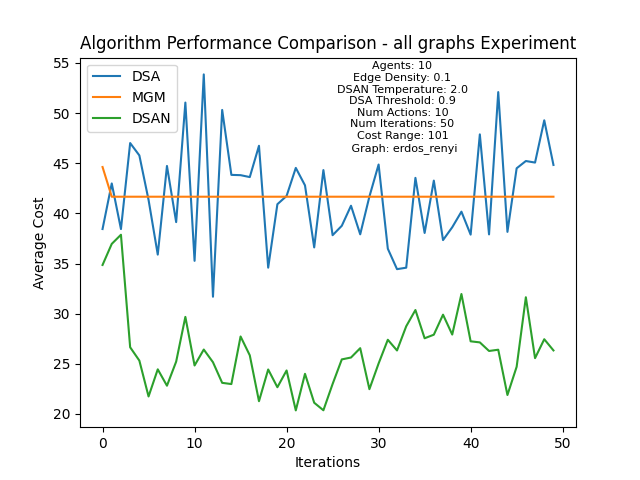 Algorithm Performance Comparison - all graphs Experiment
DSA
MGM
DSAN
Agents: 10
Edge Density: 0.1
DSAN Temperature: 2.0
DSA Threshold: 0.9
Num Actions: 10
Num Iterations: 50
Cost Range: 101
Graph: erdos_renyi
Average Cost
55
50
45
40
35
30
25
20
0
10
20
30
40
50
Iterations